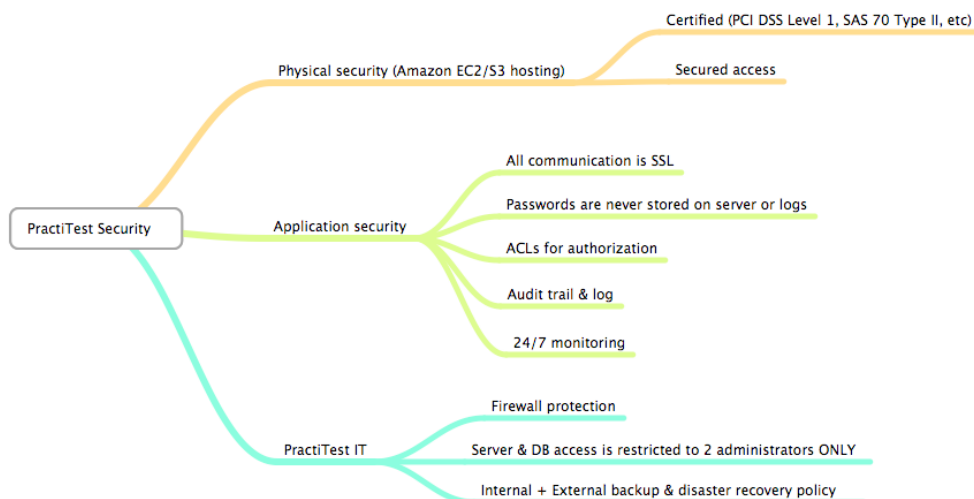 Certified (PCI DSS Level 1, SAS 70 Type II, etc)
Physical security (Amazon EC2/S3 hosting)
Secured access
All communication is SSL
Passwords are never stored on server or logs
PractiTest Security
Application security
ACLs for authorization
Audit trail & log
24/7 monitoring
Firewall protection
PractiTest IT
Server & DB access is restricted to 2 administrators ONLY
Internal + External backup & disaster recovery policy